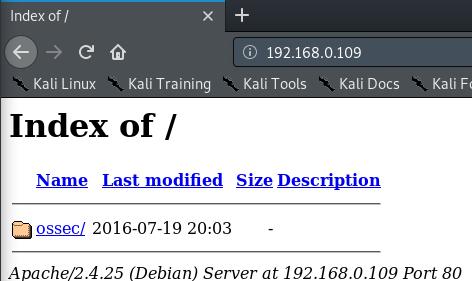 Index of /
192.168.0.109
Kali Linux Kali Training Kali Tools Kali Docs Kali Fo
Index of /
Name Last modified Size Description
ossec/ 2016-07-19 20:03 -
Apache/2.4.25 (Debian) Server at 192.168.0.109 Port 80